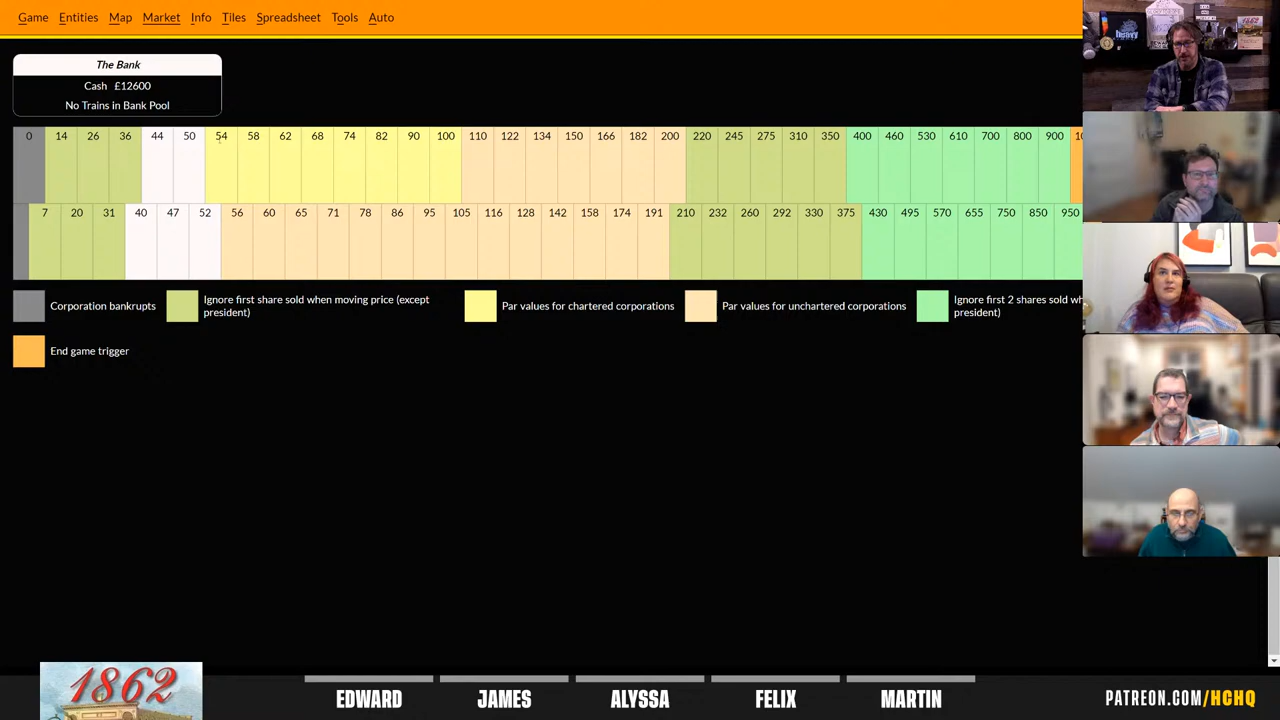 Game Entities Map Market Info Tiles Spreadsheet Tools Auto
The Bank
Cash £12600
No Trains in Bank Pool
0 14 26 36 44 50 54 58 62 68 74 82 90 100 110 122 134 150 166 182 200 220 245 275 310 350 400 460 530 610 700 800 900
7 20 31 40 47 52 56 60 65 71 78 86 95 105 116 128 142 158 174 191 210 232 260 292 330 375 430 495 570 655 750 850 950
Corporation bankrupts
Ignore first share sold when moving price (except
president)
Par values for chartered corporations
Par values for unchartered corporations
Ignore first 2 shares sold
president)
End game trigger
1862
EDWARD JAMES ALYSSA FELIX MARTIN
PATREON.COM/HCHQ